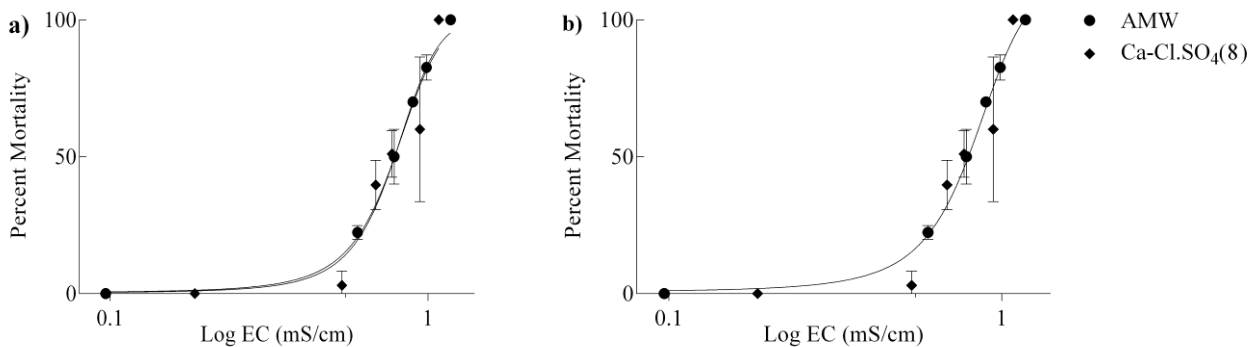 a)
Percent Mortality
100
50
0
0.1
1
Log EC (mS/cm)
b)
Percent Mortality
100
50
0
0.1
1
Log EC (mS/cm)
AMW
Ca-Cl.SO₄(8)